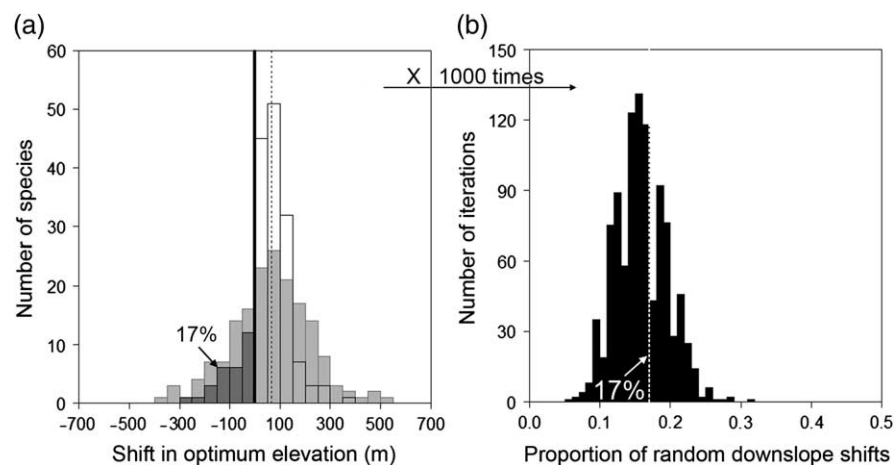 (a)
(b)
X 1000 times
Number of species
60
50
40
30
20
10
0
17%
-700 -500 -300 -100 100 300 500 700
Shift in optimum elevation (m)
Number of iterations
150
120
90
60
30
0
17%
0.0 0.1 0.2 0.3 0.4 0.5
Proportion of random downslope shifts